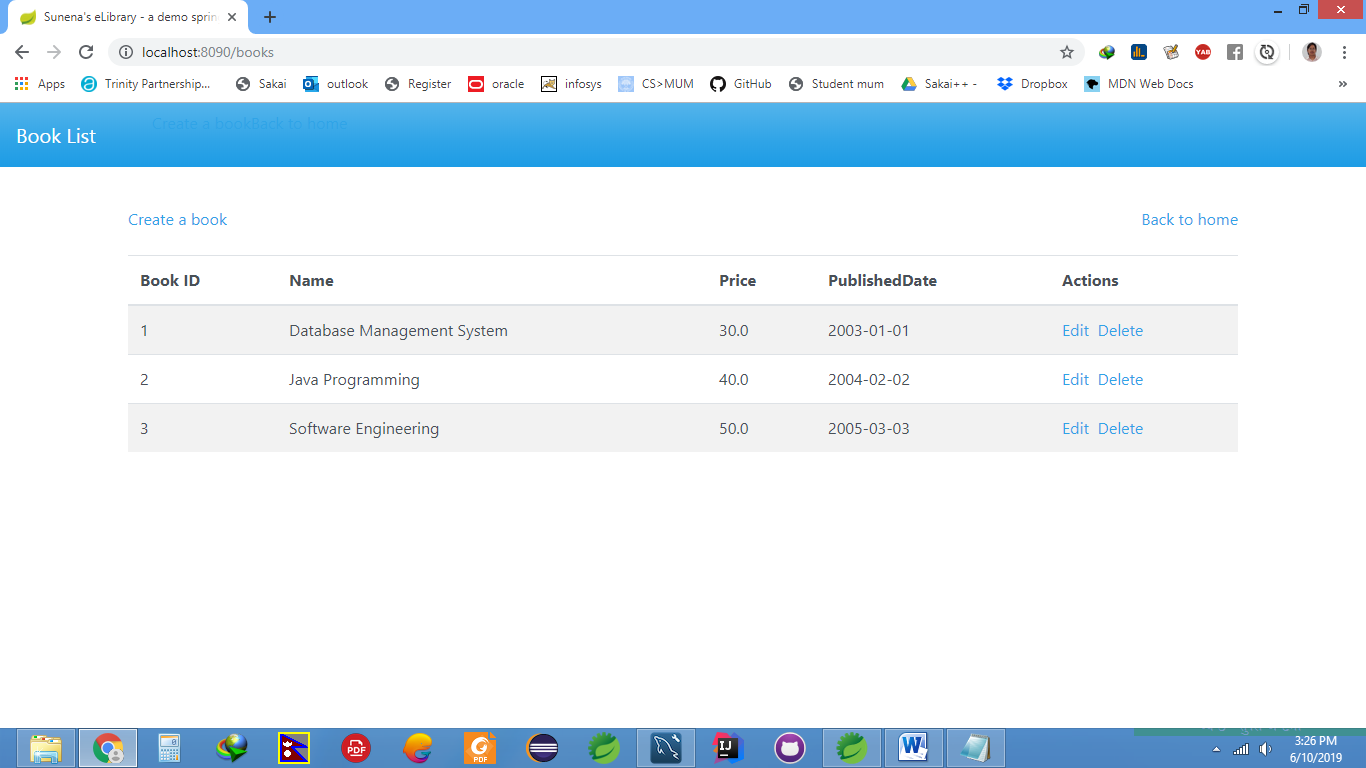 Sunena's eLibrary - a demo sprin
localhost:8090/books
Apps Trinity Partnership... Sakai outlook Register oracle infosys CS>MUM GitHub Student mum Sakai++ - Dropbox MDN Web Docs »
Create a bookBack to home
Book List
Create a book Back to home
Book ID Name Price PublishedDate Actions
1 Database Management System 30.0 2003-01-01 Edit Delete
2 Java Programming 40.0 2004-02-02 Edit Delete
3 Software Engineering 50.0 2005-03-03 Edit Delete
3:26 PM
6/10/2019